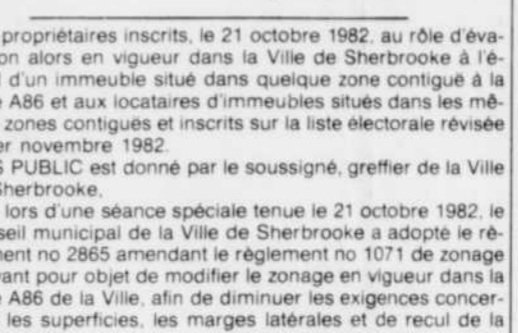 propriétaires inscrits, le 21 octobre 1982, au rôle d'éva-
on alors en vigueur dans la Ville de Sherbrooke à l'é-
d'un immeuble situé dans quelque zone contiguë à la
A86 et aux locataires d'immeubles situés dans les mê-
zones contiguës et inscrits sur la liste électorale révisée
er novembre 1982.
S PUBLIC est donné par le soussigné, greffier de la Ville
Sherbrooke,
lors d'une séance spéciale tenue le 21 octobre 1982, le
seil municipal de la Ville de Sherbrooke a adopté le rè-
ment no 2865 amendant le règlement no 1071 de zonage
yant pour objet de modifier le zonage en vigueur dans la
A86 de la Ville, afin de diminuer les exigences concer-
les superficies, les marges latérales et de recul de la